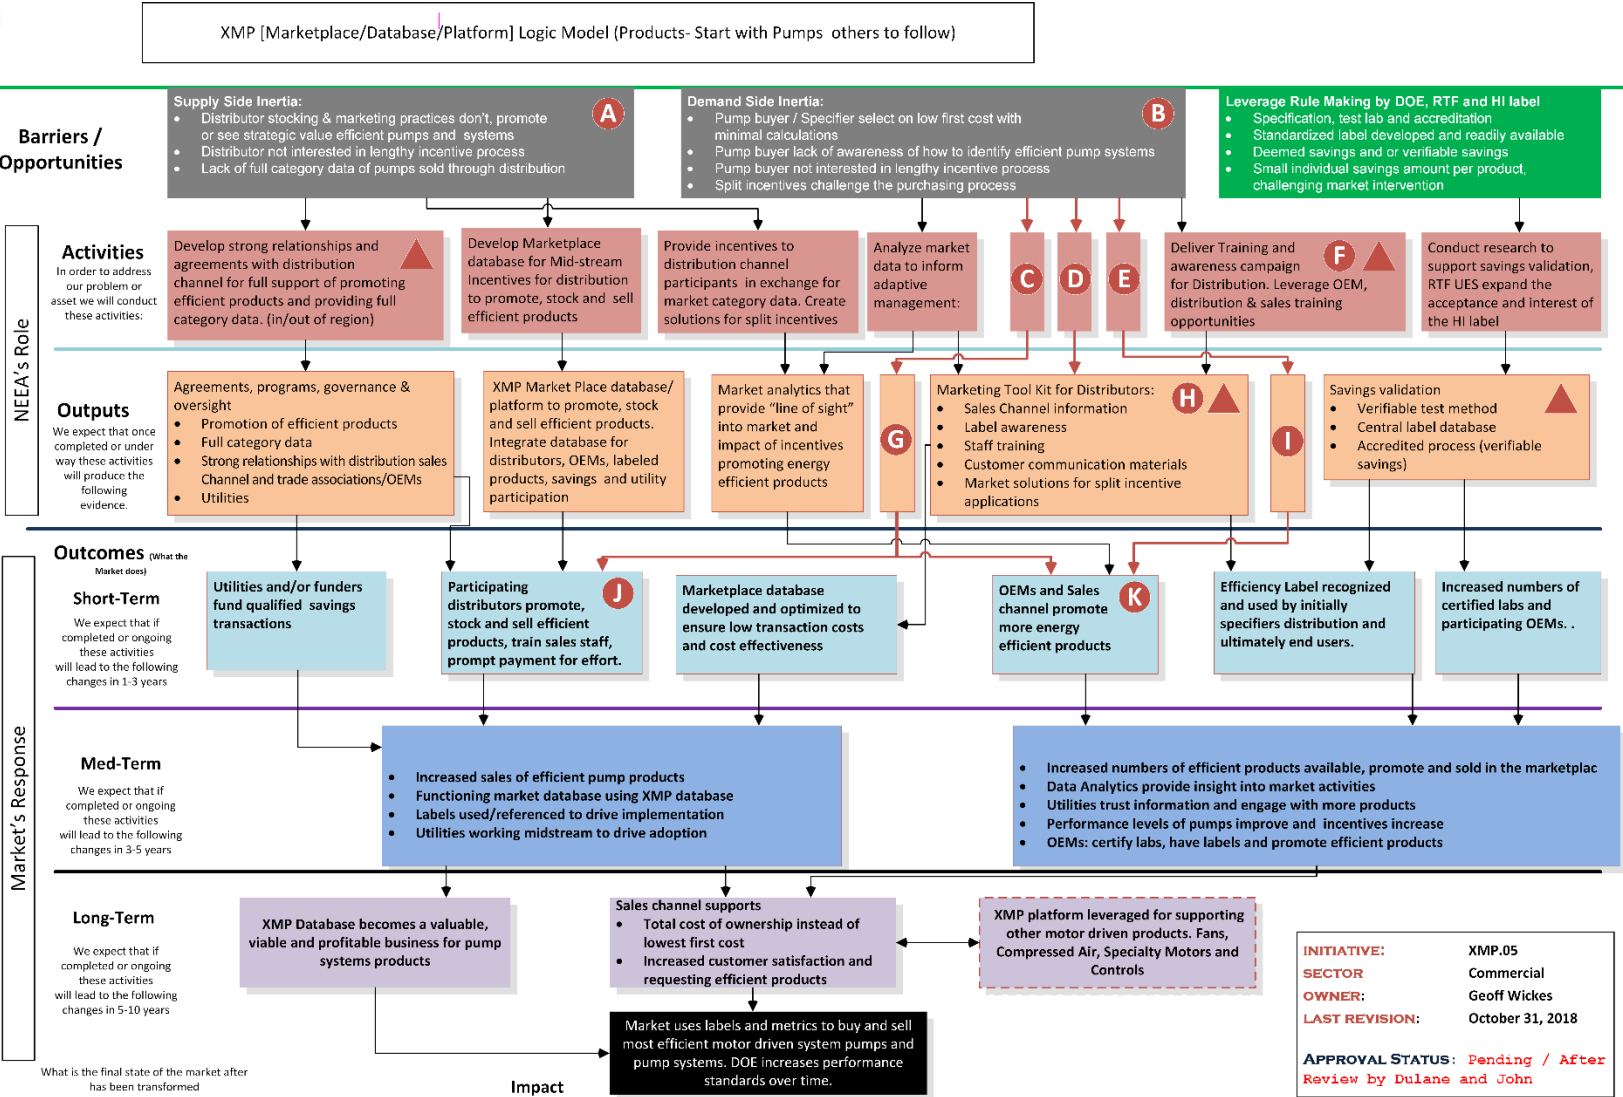 XMP [Marketplace/Database/Platform] Logic Model (Products- Start with Pumps others to follow)
Barriers /
Opportunities
Supply Side Inertia:
• Distributor stocking & marketing practices don't, promote
or see strategic value efficient pumps and systems
• Distributor not interested in lengthy incentive process
• Lack of full category data of pumps sold through distribution
A
Demand Side Inertia:
• Pump buyer / Specifier select on low first cost with
minimal calculations
• Pump buyer lack of awareness of how to identify efficient pump systems
• Pump buyer not interested in lengthy incentive process
• Split incentives challenge the purchasing process
B
Leverage Rule Making by DOE, RTF and HI label
• Specification, test lab and accreditation
• Standardized label developed and readily available
• Deemed savings and or verifiable savings
• Small individual savings amount per product,
challenging market intervention
NEEA's Role
Activities
In order to address
our problem or
asset we will conduct
these activities:
Develop strong relationships and
agreements with distribution
channel for full support of promoting
efficient products and providing full
category data. (in/out of region)
Develop Marketplace
database for Mid-stream
Incentives for distribution
to promote, stock and sell
efficient products
Provide incentives to
distribution channel
participants in exchange for
market category data. Create
solutions for split incentives
Analyze market
data to inform
adaptive
management:
C
D
E
Deliver Training and
awareness campaign
for Distribution. Leverage OEM,
distribution & sales training
opportunities
F
Conduct research to
support savings validation,
RTF UES expand the
acceptance and interest of
the HI label
Outputs
We expect that once
completed or under
way these activities
will produce the
following
evidence.
Agreements, programs, governance &
oversight
• Promotion of efficient products
• Full category data
• Strong relationships with distribution sales
Channel and trade associations/OEMs
• Utilities
XMP Market Place database/
platform to promote, stock
and sell efficient products.
Integrate database for
distributors, OEMs, labeled
products, savings and utility
participation
Market analytics that
provide "line of sight"
into market and
impact of incentives
promoting energy
efficient products
G
Marketing Tool Kit for Distributors:
• Sales Channel information
• Label awareness
• Staff training
• Customer communication materials
• Market solutions for split incentive
applications
H
I
Savings validation
• Verifiable test method
• Central label database
• Accredited process (verifiable
savings)
Market's Response
Outcomes (What the
Market does)
Short-Term
We expect that if
completed or ongoing
these activities
will lead to the following
changes in 1-3 years
Utilities and/or funders
fund qualified savings
transactions
Participating
distributors promote,
stock and sell efficient
products, train sales staff,
prompt payment for effort.
J
Marketplace database
developed and optimized to
ensure low transaction costs
and cost effectiveness
OEMs and Sales
channel promote
more energy
efficient products
K
Efficiency Label recognized
and used by initially
specifiers distribution and
ultimately end users.
Increased numbers of
certified labs and
participating OEMs. .
Med-Term
We expect that if
completed or ongoing
these activities
will lead to the following
changes in 3-5 years
• Increased sales of efficient pump products
• Functioning market database using XMP database
• Labels used/referenced to drive implementation
• Utilities working midstream to drive adoption
• Increased numbers of efficient products available, promote and sold in the marketplac
• Data Analytics provide insight into market activities
• Utilities trust information and engage with more products
• Performance levels of pumps improve and incentives increase
• OEMs: certify labs, have labels and promote efficient products
Long-Term
We expect that if
completed or ongoing
these activities
will lead to the following
changes in 5-10 years
XMP Database becomes a valuable,
viable and profitable business for pump
systems products
Sales channel supports
• Total cost of ownership instead of
lowest first cost
• Increased customer satisfaction and
requesting efficient products
XMP platform leveraged for supporting
other motor driven products. Fans,
Compressed Air, Specialty Motors and
Controls
What is the final state of the market after
has been transformed
Impact
Market uses labels and metrics to buy and sell
most efficient motor driven system pumps and
pump systems. DOE increases performance
standards over time.
INITIATIVE: XMP.05
SECTOR Commercial
OWNER: Geoff Wickes
LAST REVISION: October 31, 2018
APPROVAL STATUS: Pending / After
Review by Dulane and John